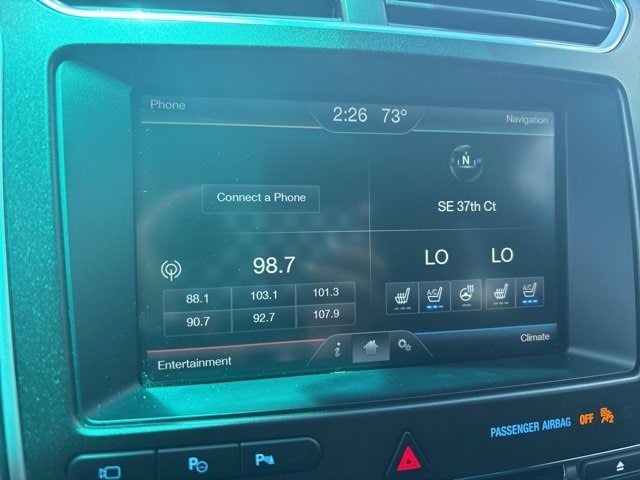 Phone
2:26 73°
Navigation
N
Connect a Phone
SE 37th Ct
98.7
LO LO
88.1 103.1 101.3
90.7 92.7 107.9
A/C A/C
i
Entertainment
Climate
PASSENGER AIRBAG OFF
P P